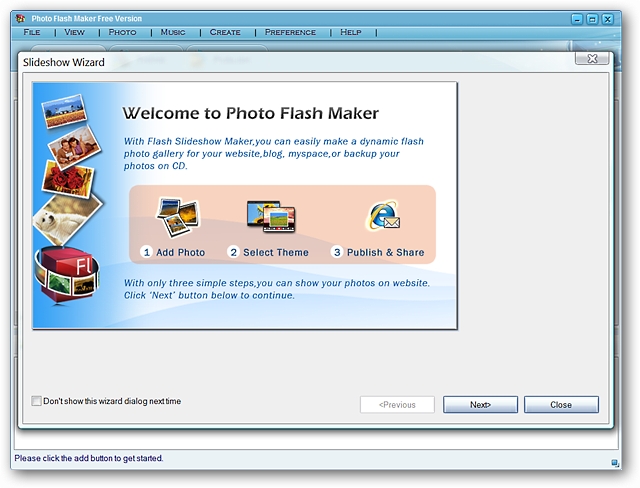 Photo Flash Maker Free Version
File | View | Photo | Music | Create | Preference | Help |
Slideshow Wizard
Welcome to Photo Flash Maker
With Flash Slideshow Maker,you can easily make a dynamic flash
photo gallery for your website,blog, myspace,or backup your
photos on CD.
1 Add Photo 2 Select Theme 3 Publish & Share
Fl
With only three simple steps,you can show your photos on website.
Click 'Next' button below to continue.
Don't show this wizard dialog next time
<Previous Next> Close
Please click the add button to get started.